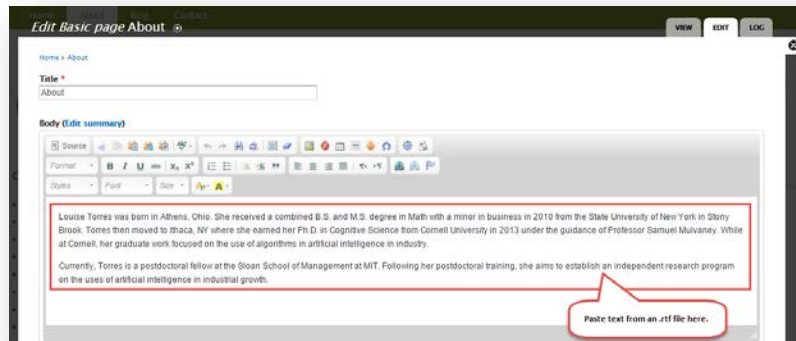 Home About Blog Contact
Edit Basic page About
VIEW EDIT LOG
Home » About
Title *
About
Body (Edit summary)
Source
Format B I U abc X₂ X²
Styles Font Size A A
Louise Torres was born in Athens, Ohio. She received a combined B.S. and M.S. degree in Math with a minor in business in 2010 from the State University of New York in Stony
Brook. Torres then moved to Ithaca, NY where she earned her Ph.D. in Cognitive Science from Cornell University in 2013 under the guidance of Professor Samuel Mulvaney. While
at Cornell, her graduate work focused on the use of algorithms in artificial intelligence in industry.
Currently, Torres is a postdoctoral fellow at the Sloan School of Management at MIT. Following her postdoctoral training, she aims to establish an independent research program
on the uses of artificial intelligence in industrial growth.
Paste text from an .rtf file here.